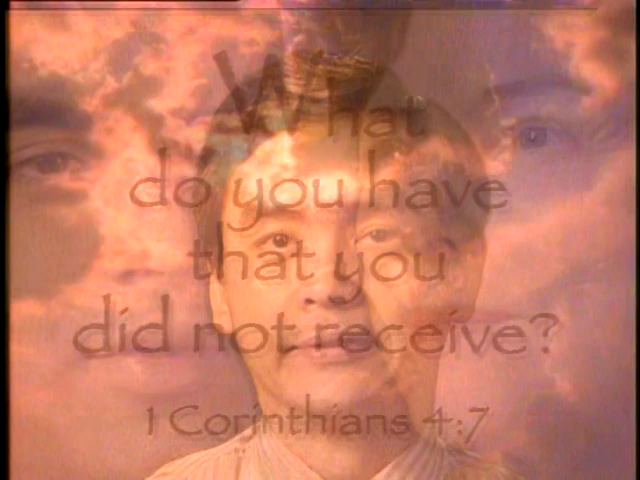 What
do you have
that you
did not receive?
1 Corinthians 4:7